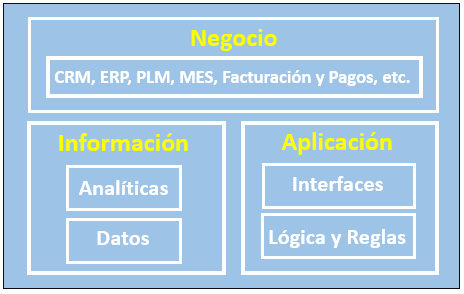 Negocio
CRM, ERP, PLM, MES, Facturación y Pagos, etc.
Información
Analíticas
Datos
Aplicación
Interfaces
Lógica y Reglas